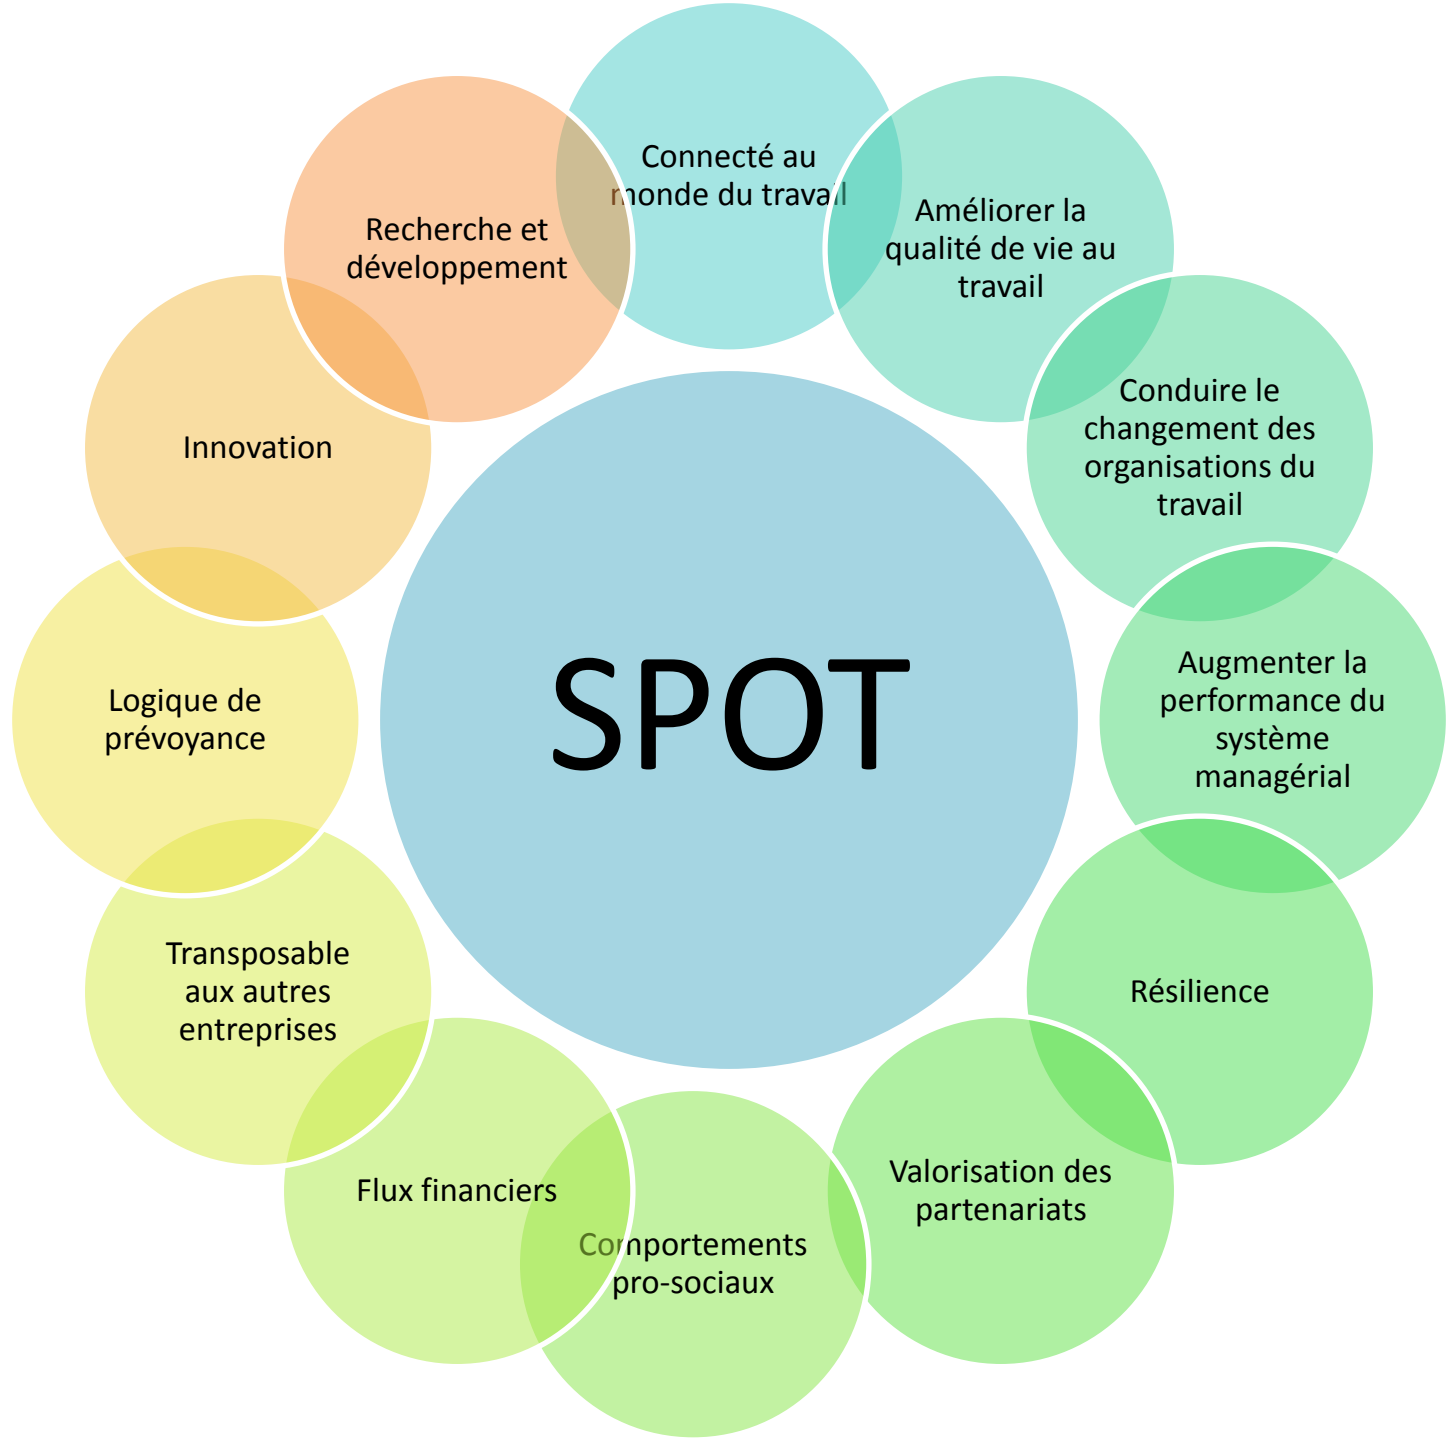 Connecté au
monde du travail
Améliorer la
qualité de vie au
travail
Conduire le
changement des
organisations du
travail
Augmenter la
performance du
système
managérial
Résilience
Valorisation des
partenariats
Comportements
pro-sociaux
Flux financiers
Transposable
aux autres
entreprises
Logique de
prévoyance
Innovation
Recherche et
développement
SPOT